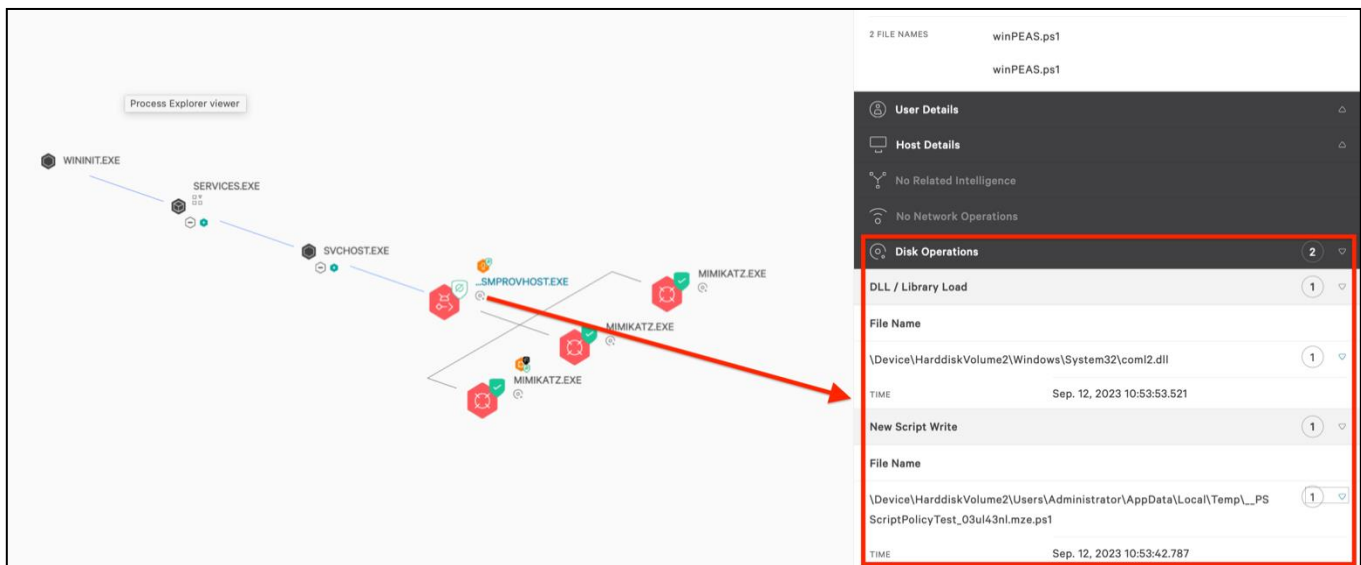 Process Explorer viewer
WININIT.EXE
SERVICES.EXE
SVCHOST.EXE
...SMPROVHOST.EXE
MIMIKATZ.EXE
MIMIKATZ.EXE
MIMIKATZ.EXE
2 FILE NAMES winPEAS.ps1
winPEAS.ps1
User Details
Host Details
No Related Intelligence
No Network Operations
Disk Operations 2
DLL / Library Load 1
File Name
\Device\HarddiskVolume2\Windows\System32\coml2.dll 1
TIME Sep. 12, 2023 10:53:53.521
New Script Write 1
File Name
\Device\HarddiskVolume2\Users\Administrator\AppData\Local\Temp\__PS 1
ScriptPolicyTest_03ul43nl.mze.ps1
TIME Sep. 12, 2023 10:53:42.787